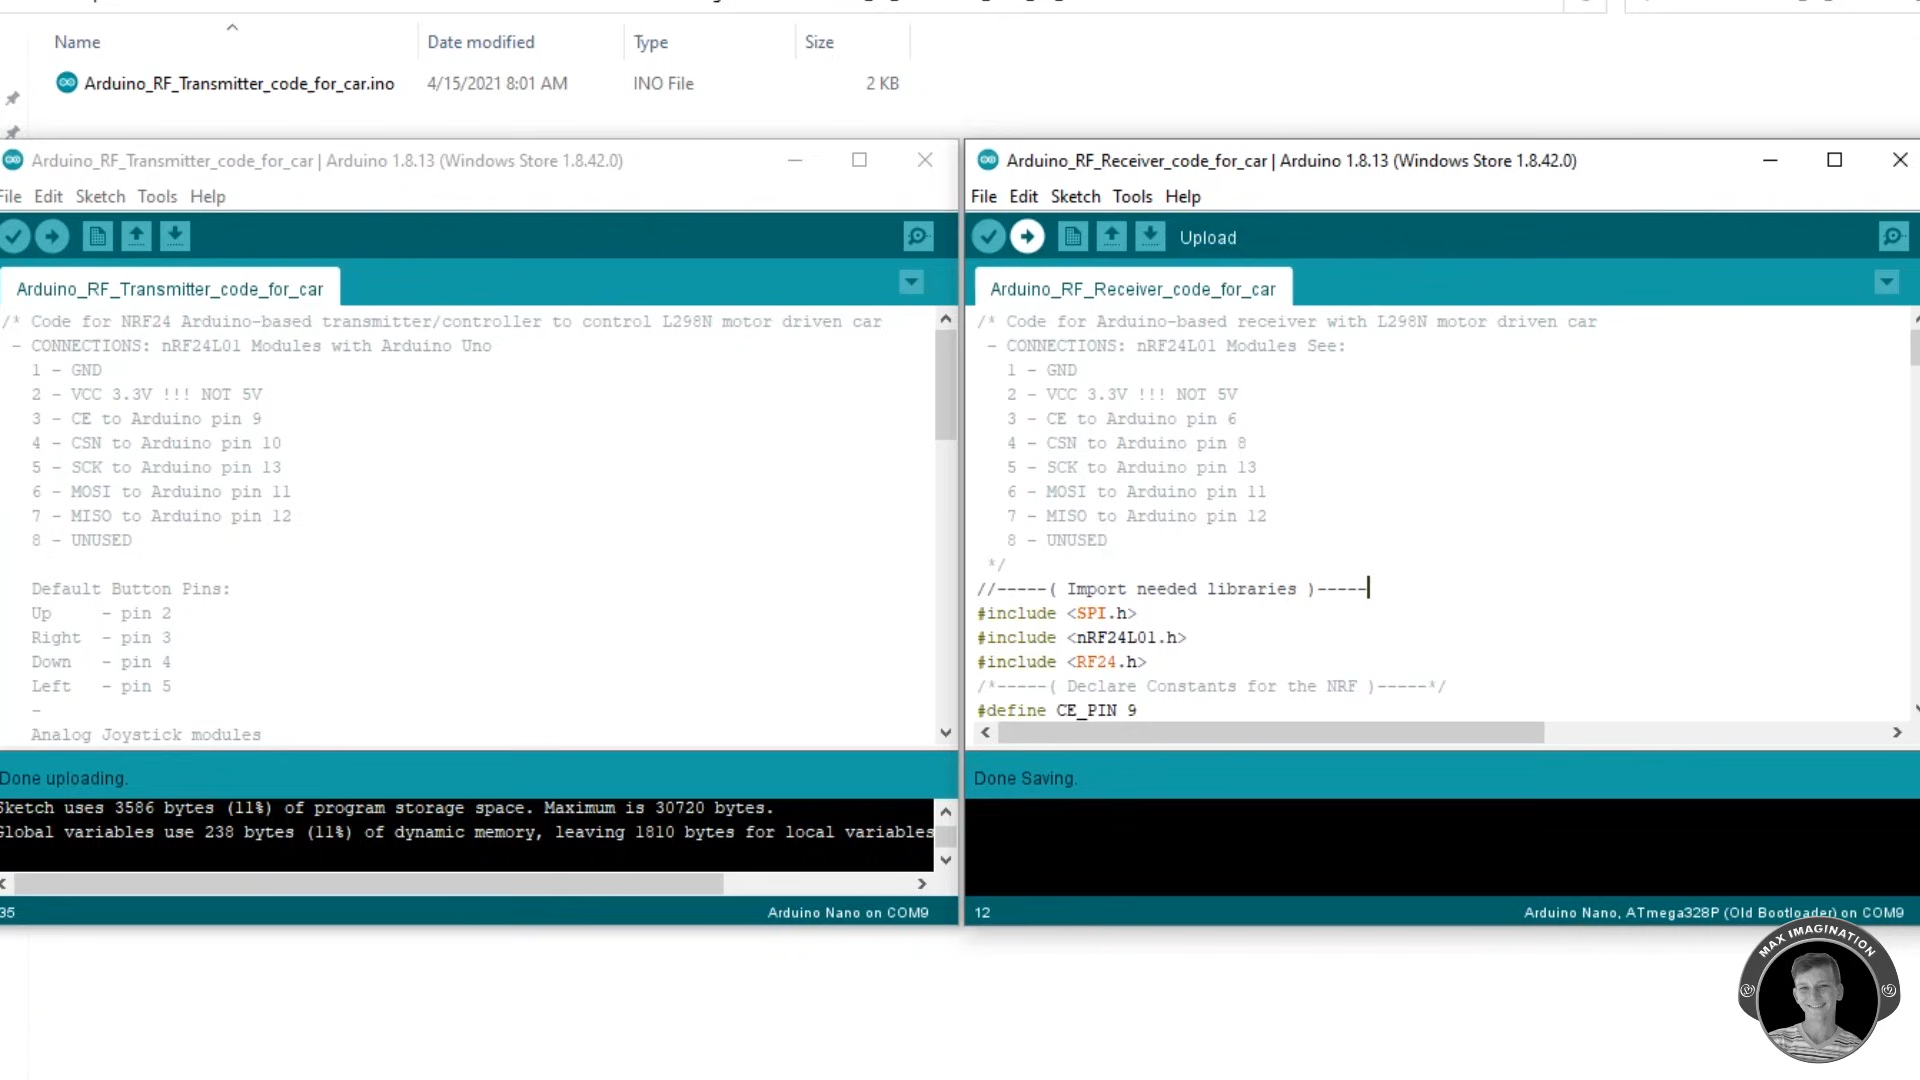 Name
Date modified
Type
Size
Arduino_RF_Transmitter_code_for_car.ino
4/15/2021 8:01 AM
INO File
2 KB
Arduino_RF_Transmitter_code_for_car | Arduino 1.8.13 (Windows Store 1.8.42.0)
File Edit Sketch Tools Help
Arduino_RF_Transmitter_code_for_car
/* Code for NRF24 Arduino-based transmitter/controller to control L298N motor driven car
- CONNECTIONS: nRF24L01 Modules with Arduino Uno
1 - GND
2 - VCC 3.3V !!! NOT 5V
3 - CE to Arduino pin 9
4 - CSN to Arduino pin 10
5 - SCK to Arduino pin 13
6 - MOSI to Arduino pin 11
7 - MISO to Arduino pin 12
8 - UNUSED
Default Button Pins:
Up - pin 2
Right - pin 3
Down - pin 4
Left - pin 5
-
Analog Joystick modules
Done uploading.
Sketch uses 3586 bytes (11%) of program storage space. Maximum is 30720 bytes.
Global variables use 238 bytes (11%) of dynamic memory, leaving 1810 bytes for local variables
35
Arduino Nano on COM9
Arduino_RF_Receiver_code_for_car | Arduino 1.8.13 (Windows Store 1.8.42.0)
File Edit Sketch Tools Help
Upload
Arduino_RF_Receiver_code_for_car
/* Code for Arduino-based receiver with L298N motor driven car
- CONNECTIONS: nRF24L01 Modules See:
1 - GND
2 - VCC 3.3V !!! NOT 5V
3 - CE to Arduino pin 6
4 - CSN to Arduino pin 8
5 - SCK to Arduino pin 13
6 - MOSI to Arduino pin 11
7 - MISO to Arduino pin 12
8 - UNUSED
*/
//-----( Import needed libraries )-----
#include <SPI.h>
#include <nRF24L01.h>
#include <RF24.h>
/*-----( Declare Constants for the NRF )-----*/
#define CE_PIN 9
Done Saving.
12
Arduino Nano, ATmega328P (Old Bootloader) on COM9
MAX IMAGINATION